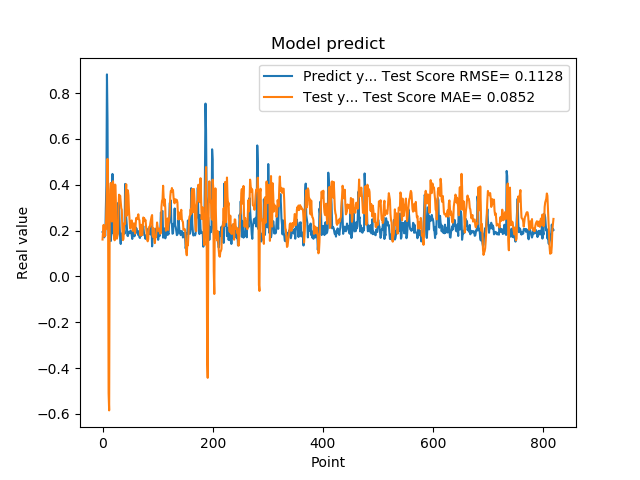 Model predict
Predict y... Test Score RMSE= 0.1128
Test y... Test Score MAE= 0.0852
Real value
0.8
0.6
0.4
0.2
0.0
−0.2
−0.4
−0.6
0 200 400 600 800
Point